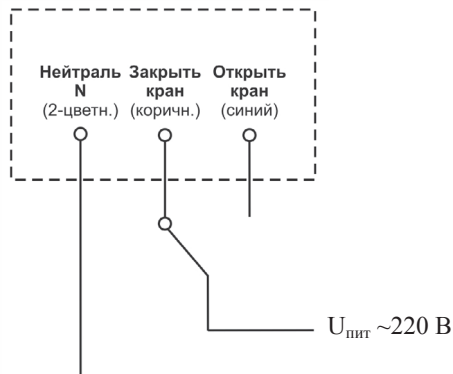 Нейтраль Закрыть Открыть
N кран кран
(2-цветн.) (коричн.) (синий)
Uпит ~220 В